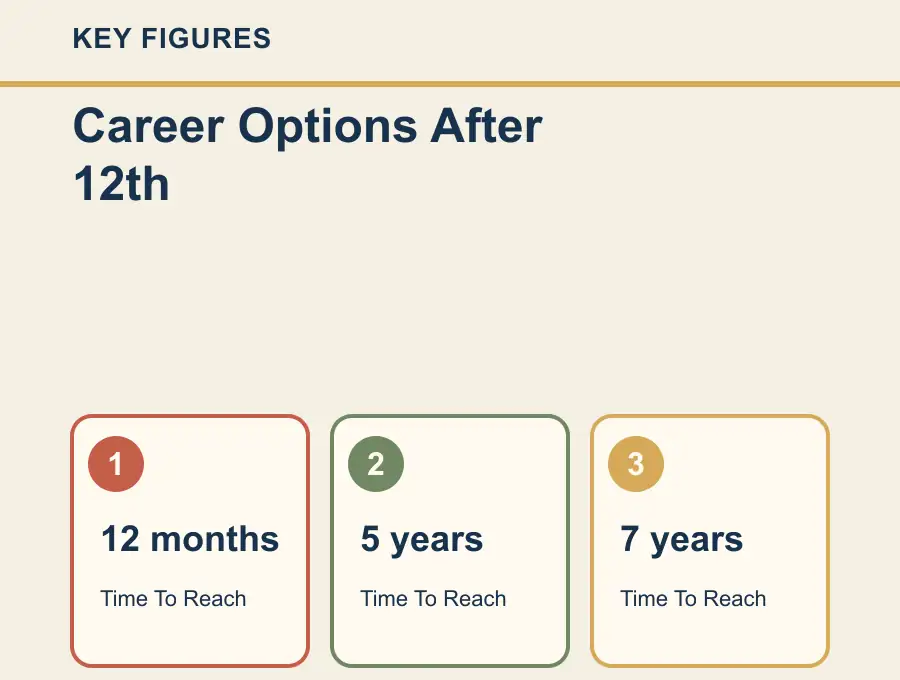 KEY FIGURES
Career Options After
12th
1
12 months
Time To Reach
2
5 years
Time To Reach
3
7 years
Time To Reach